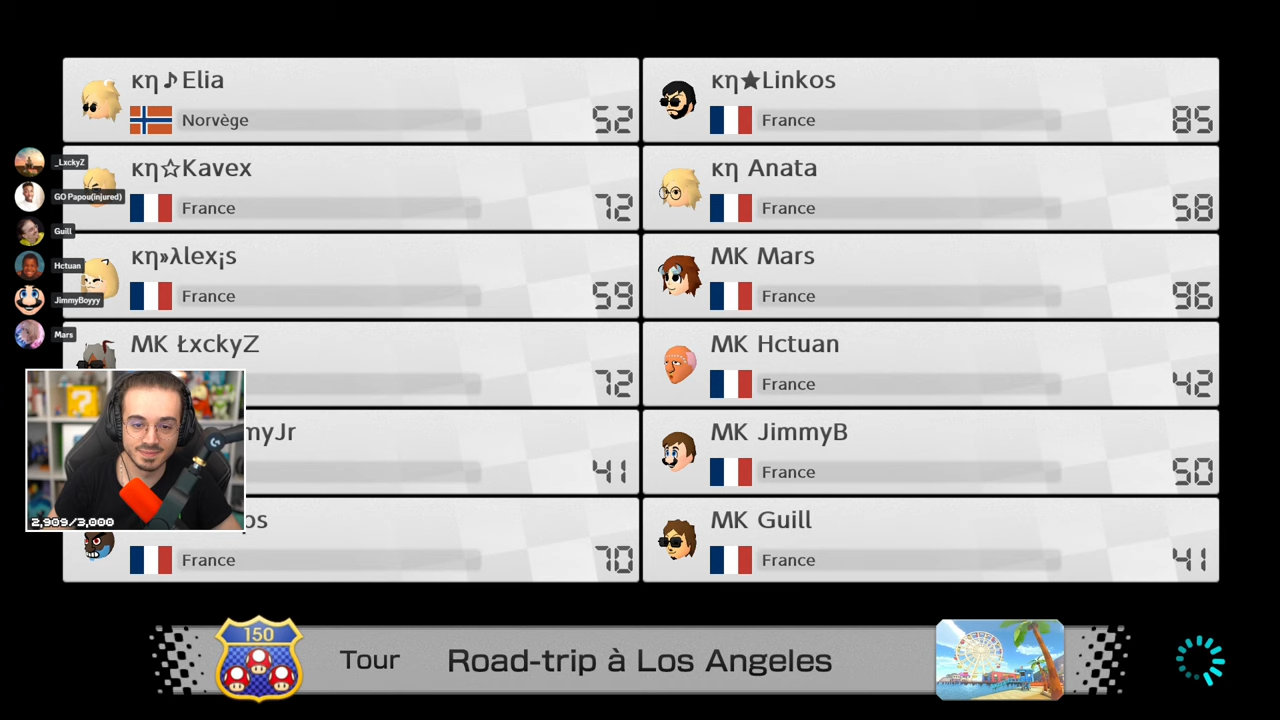 κη♪Elia
Norvège
52
κη★Linkos
France
85
κη☆Kavex
France
72
κη Anata
France
58
κη»λlex¡s
France
59
MK Mars
France
96
MK ŁxckyZ
72
MK Hctuan
France
42
myJr
41
MK JimmyB
France
50
os
France
70
MK Guill
France
41
_LxckyZ
GO Papou(injured)
Guill
Hctuan
JimmyBoyyy
Mars
2,909/3,000
150
Tour
Road-trip à Los Angeles